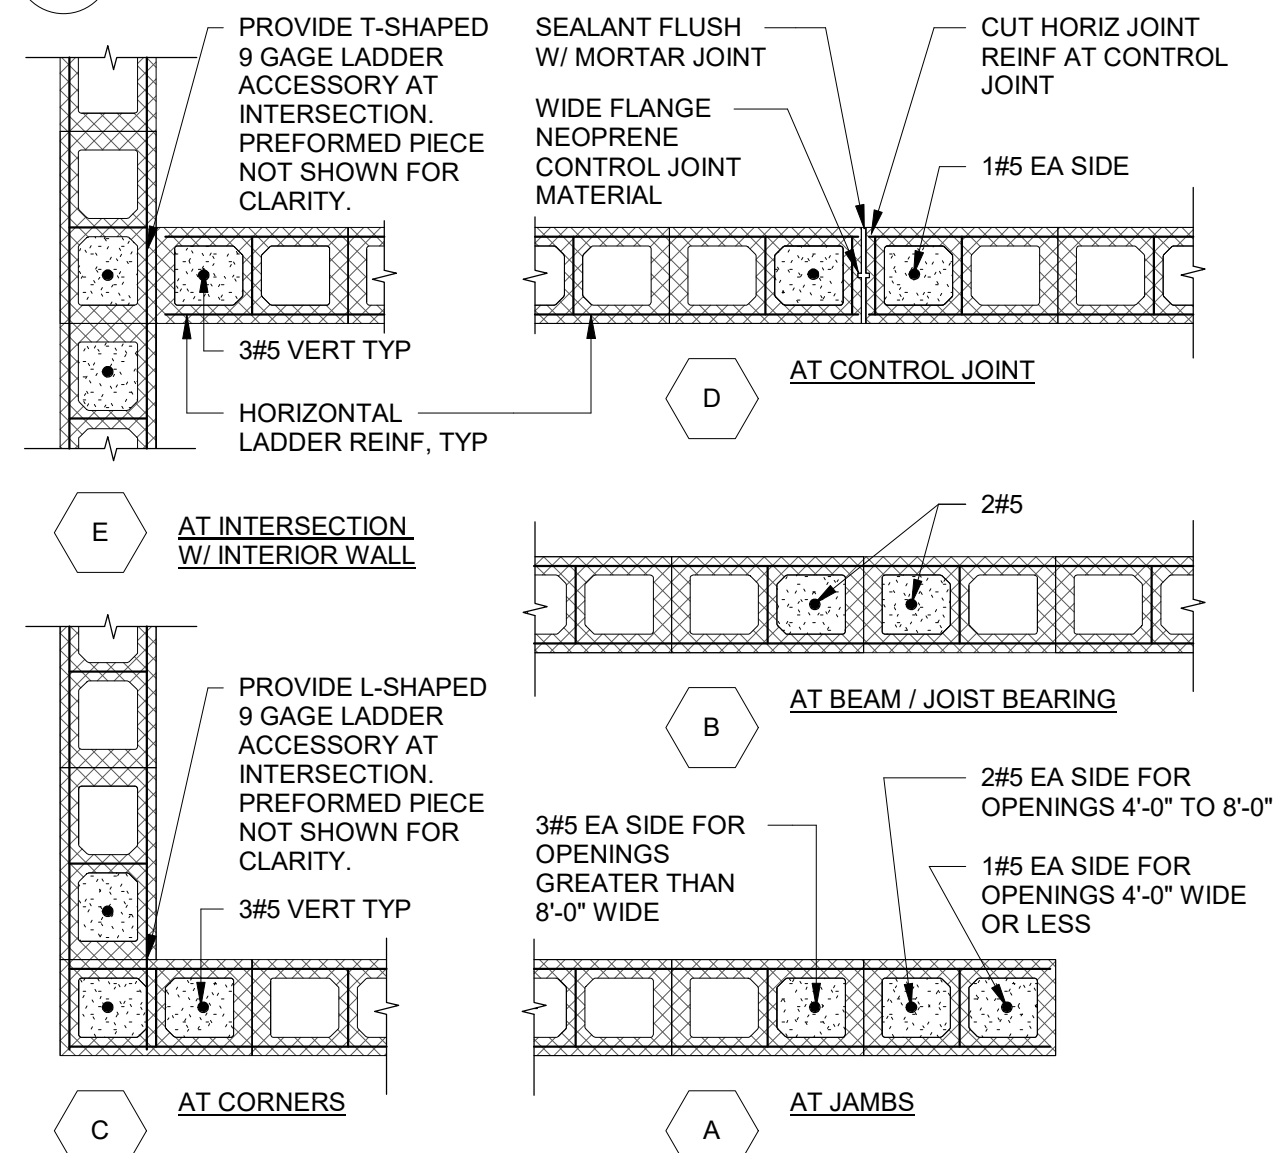 PROVIDE T-SHAPED
9 GAGE LADDER
ACCESSORY AT
INTERSECTION.
PREFORMED PIECE
NOT SHOWN FOR
CLARITY.
3#5 VERT TYP
HORIZONTAL
LADDER REINF, TYP
E
AT INTERSECTION
W/ INTERIOR WALL
SEALANT FLUSH
W/ MORTAR JOINT
WIDE FLANGE
NEOPRENE
CONTROL JOINT
MATERIAL
CUT HORIZ JOINT
REINF AT CONTROL
JOINT
1#5 EA SIDE
D
AT CONTROL JOINT
2#5
B
AT BEAM / JOIST BEARING
PROVIDE L-SHAPED
9 GAGE LADDER
ACCESSORY AT
INTERSECTION.
PREFORMED PIECE
NOT SHOWN FOR
CLARITY.
3#5 VERT TYP
C
AT CORNERS
3#5 EA SIDE FOR
OPENINGS
GREATER THAN
8'-0" WIDE
2#5 EA SIDE FOR
OPENINGS 4'-0" TO 8'-0"
1#5 EA SIDE FOR
OPENINGS 4'-0" WIDE
OR LESS
A
AT JAMBS